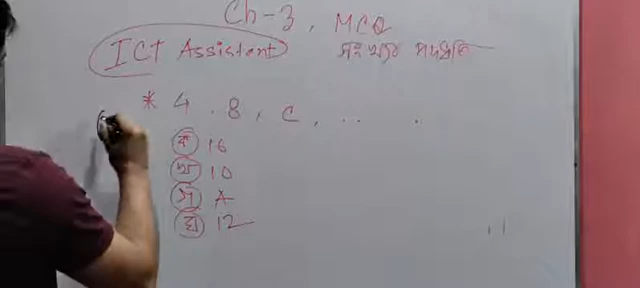 Ch-3, MCQ
ICT Assistant
সংখ্যা পদ্ধতি
* 4, 8, C, ...
ক 16
খ 10
গ A
ঘ 12